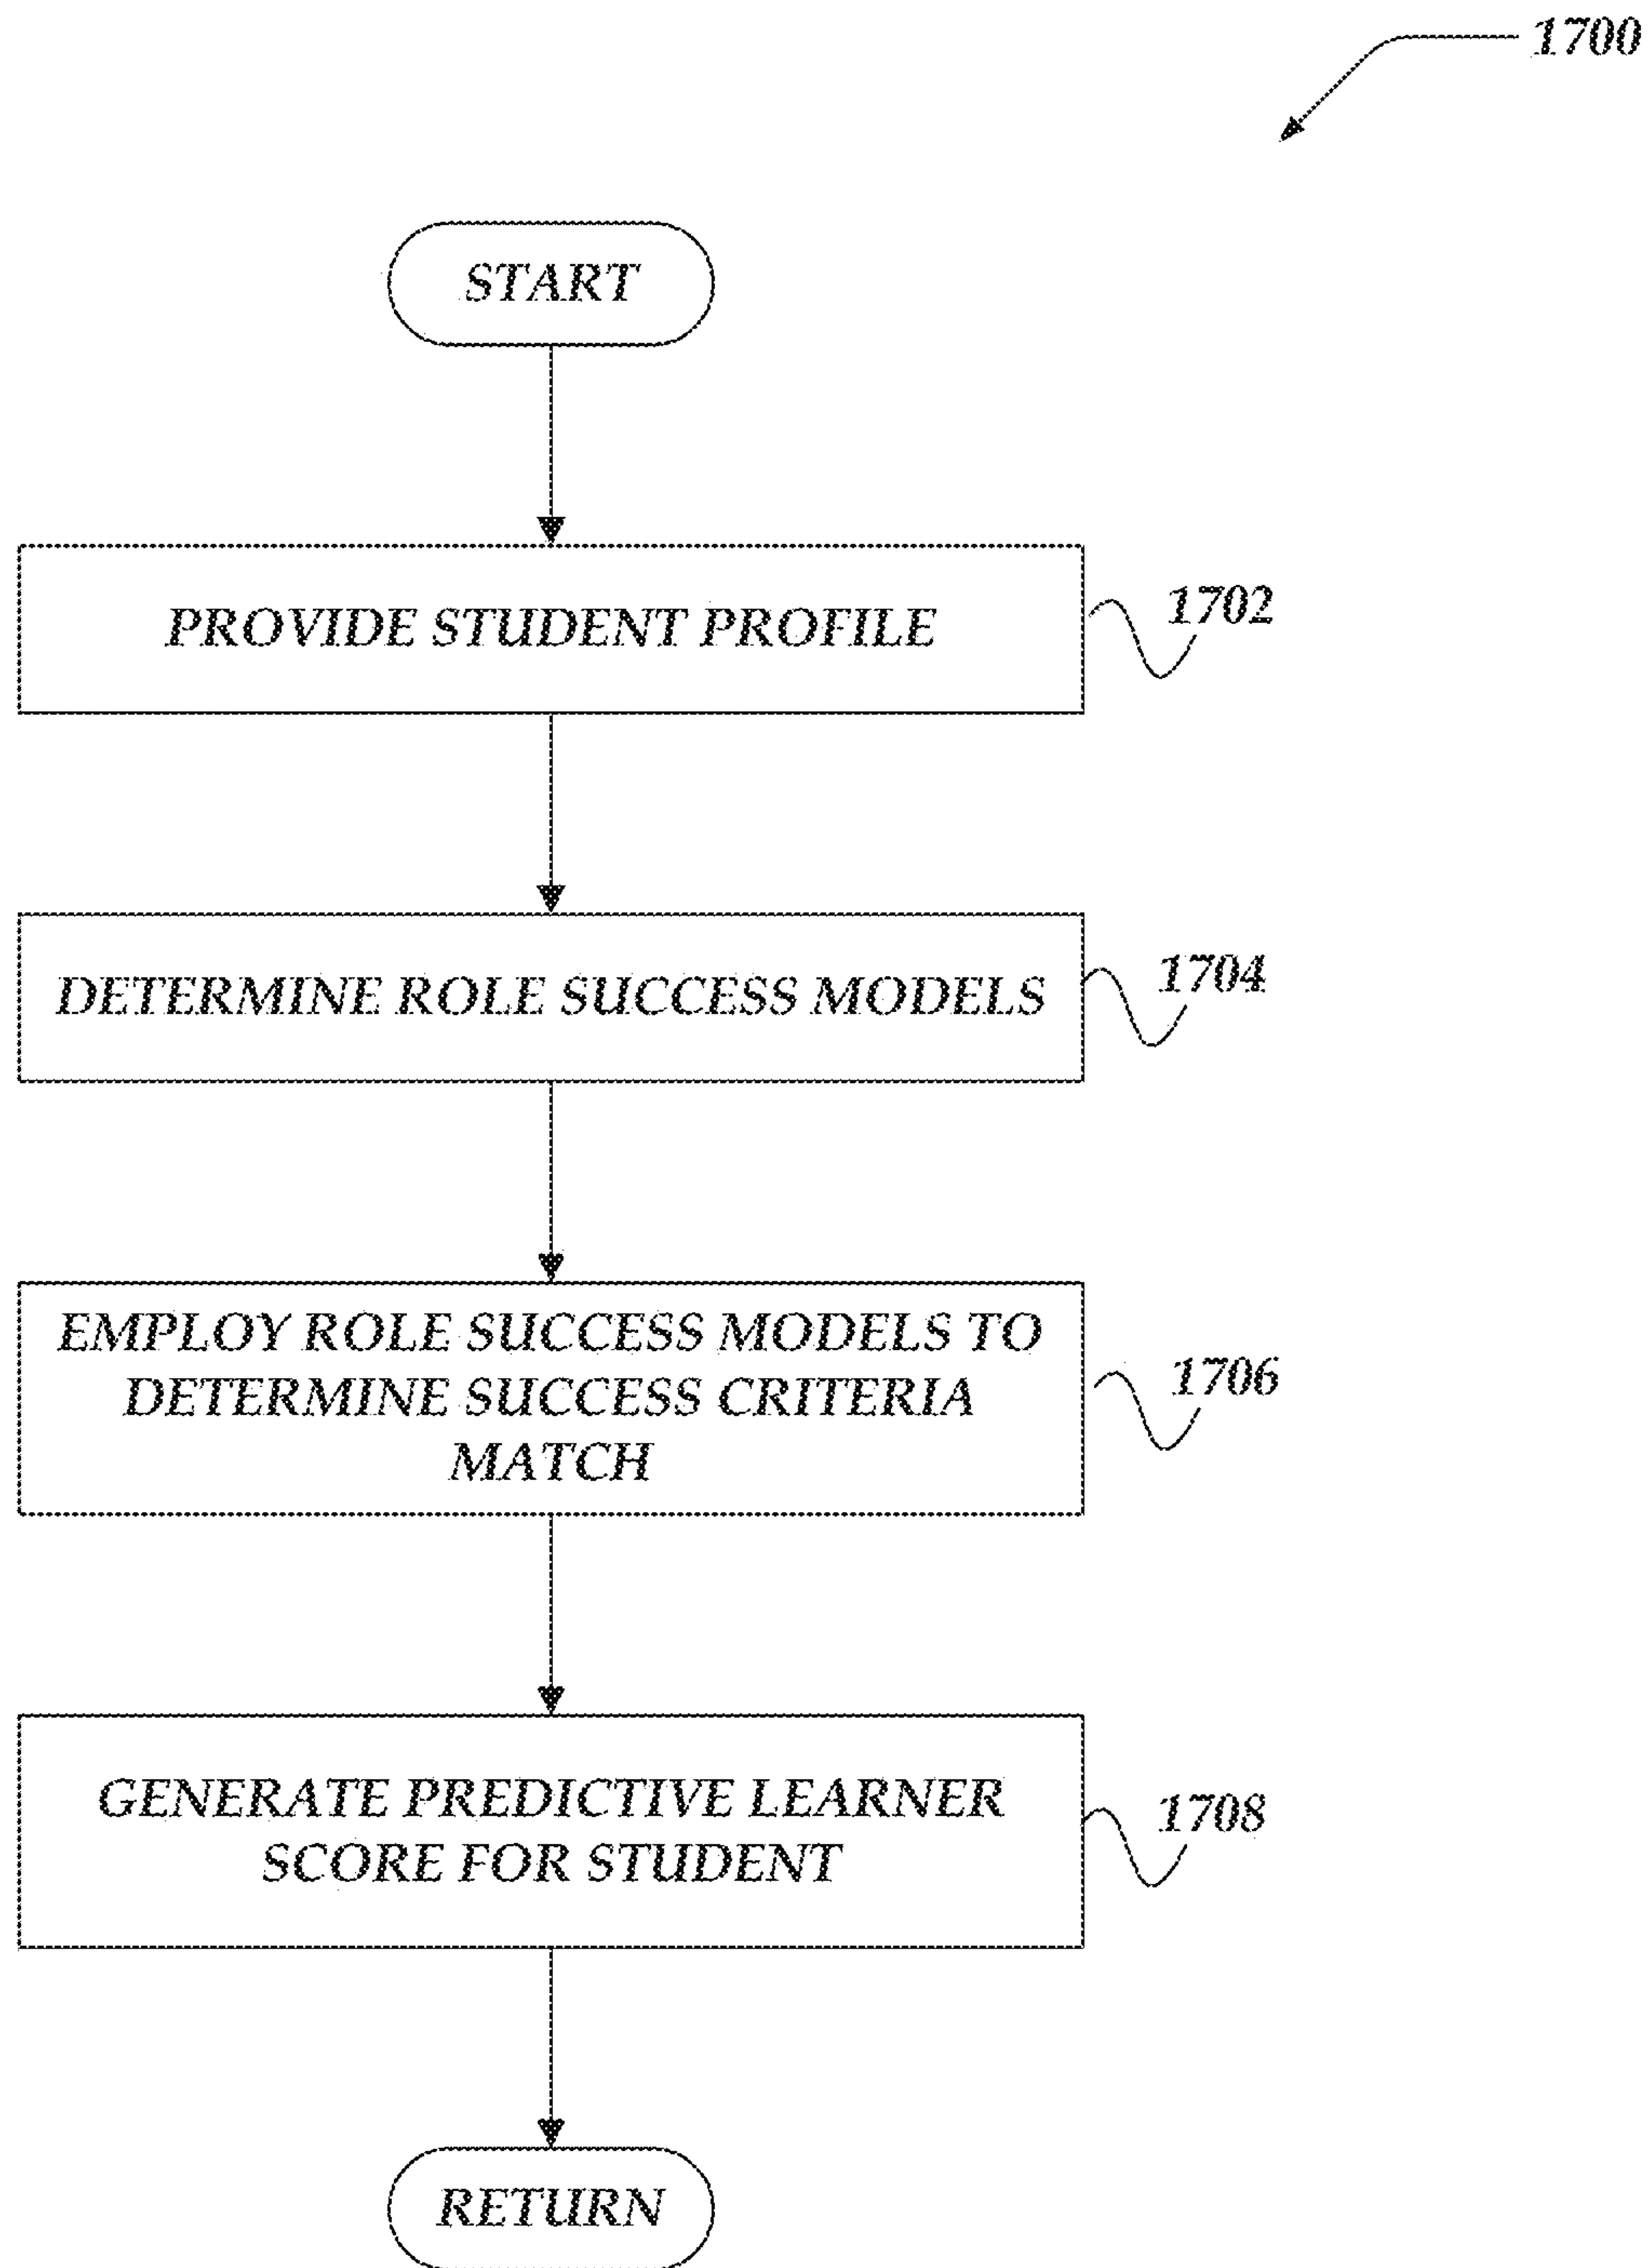 1700
START
PROVIDE STUDENT PROFILE
1702
DETERMINE ROLE SUCCESS MODELS
1704
EMPLOY ROLE SUCCESS MODELS TO
DETERMINE SUCCESS CRITERIA
MATCH
1706
GENERATE PREDICTIVE LEARNER
SCORE FOR STUDENT
1708
RETURN